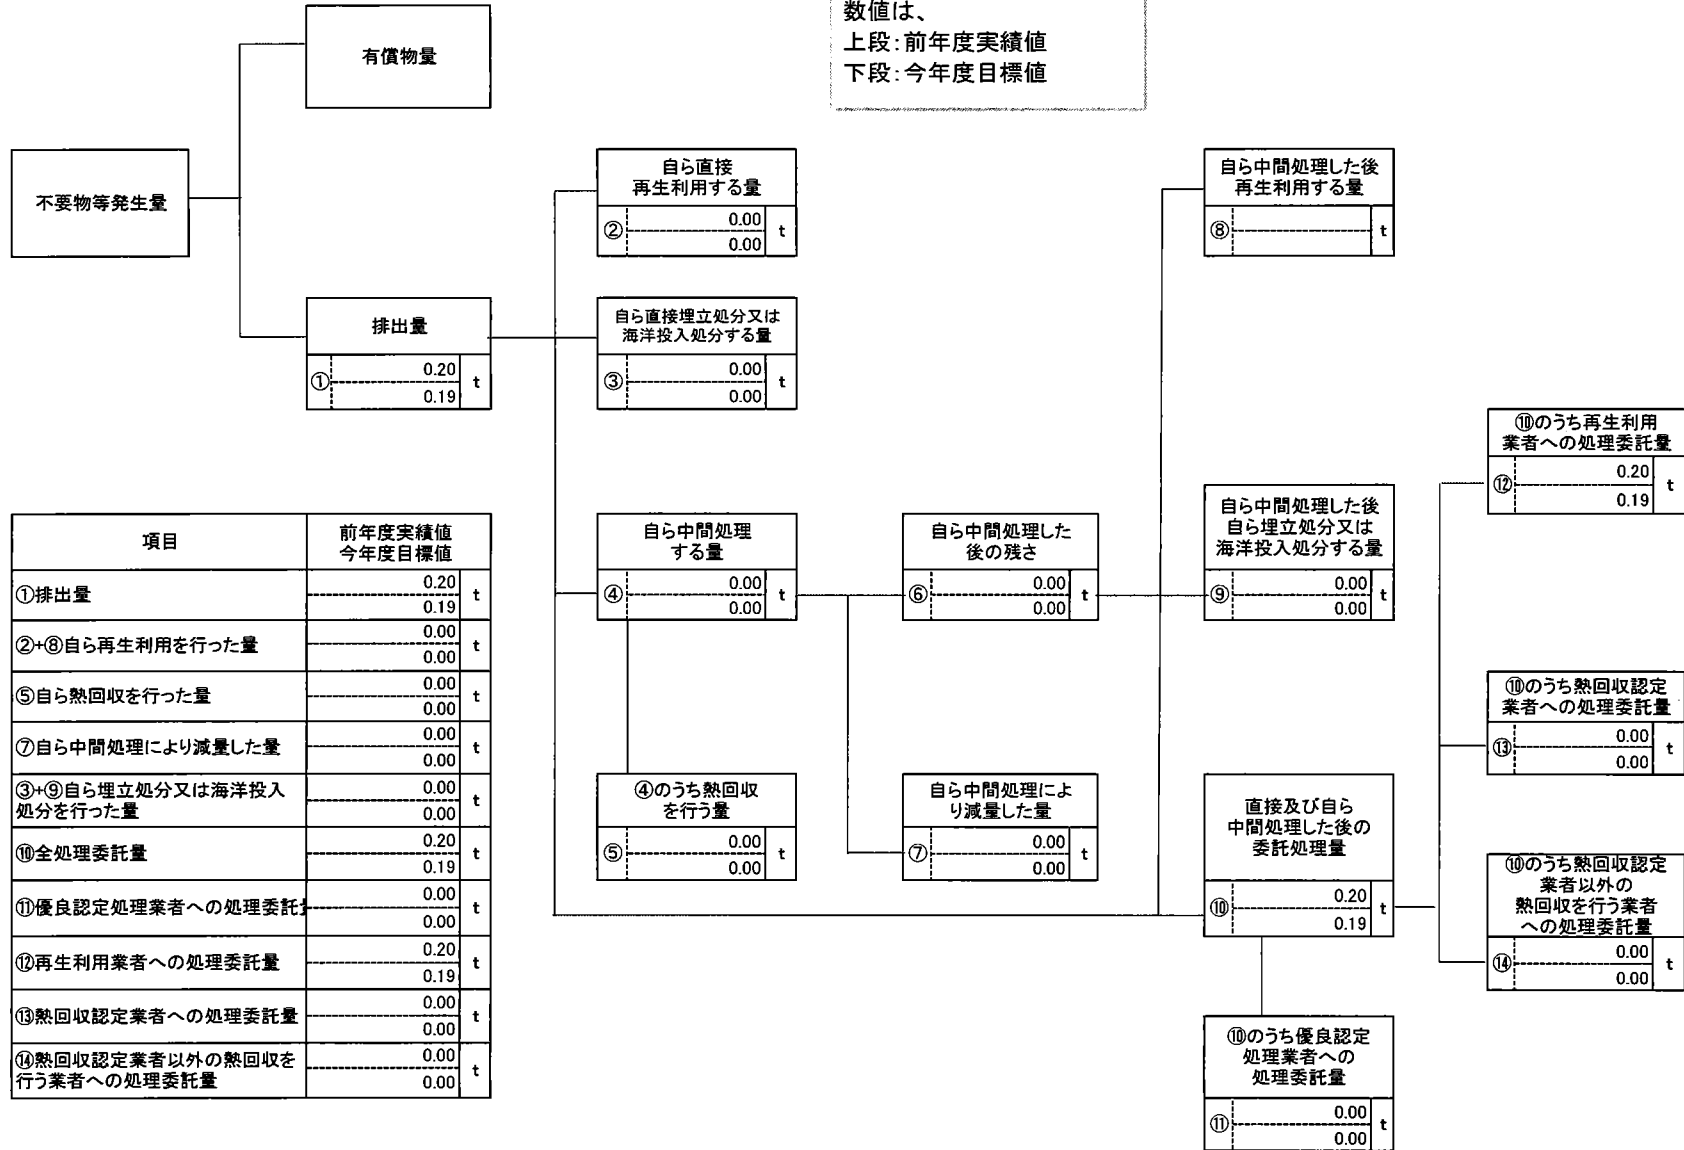 数値は、
上段:前年度実績値
下段:今年度目標値
有償物量
不要物等発生量
排出量
① 0.20 t
0.19
自ら直接
再生利用する量
② 0.00 t
0.00
自ら直接埋立処分又は
海洋投入処分する量
③ 0.00 t
0.00
自ら中間処理した後
再生利用する量
⑧ t
自ら中間処理
する量
④ 0.00 t
0.00
自ら中間処理した
後の残さ
⑥ 0.00 t
0.00
自ら中間処理した後
自ら埋立処分又は
海洋投入処分する量
⑨ 0.00 t
0.00
④のうち熱回収
を行う量
⑤ 0.00 t
0.00
自ら中間処理によ
り減量した量
⑦ 0.00 t
0.00
直接及び自ら
中間処理した後の
委託処理量
⑩ 0.20 t
0.19
⑩のうち優良認定
処理業者への
処理委託量
⑪ 0.00 t
0.00
⑩のうち再生利用
業者への処理委託量
⑫ 0.20 t
0.19
⑩のうち熱回収認定
業者への処理委託量
⑬ 0.00 t
0.00
⑩のうち熱回収認定
業者以外の
熱回収を行う業者
への処理委託量
⑭ 0.00 t
0.00
項目 前年度実績値
今年度目標値
①排出量 0.20 t
0.19
②+⑧自ら再生利用を行った量 0.00 t
0.00
⑤自ら熱回収を行った量 0.00 t
0.00
⑦自ら中間処理により減量した量 0.00 t
0.00
③+⑨自ら埋立処分又は海洋投入
処分を行った量 0.00 t
0.00
⑩全処理委託量 0.20 t
0.19
⑪優良認定処理業者への処理委託 0.00 t
0.00
⑫再生利用業者への処理委託量 0.20 t
0.19
⑬熱回収認定業者への処理委託量 0.00 t
0.00
⑭熱回収認定業者以外の熱回収を
行う業者への処理委託量 0.00 t
0.00